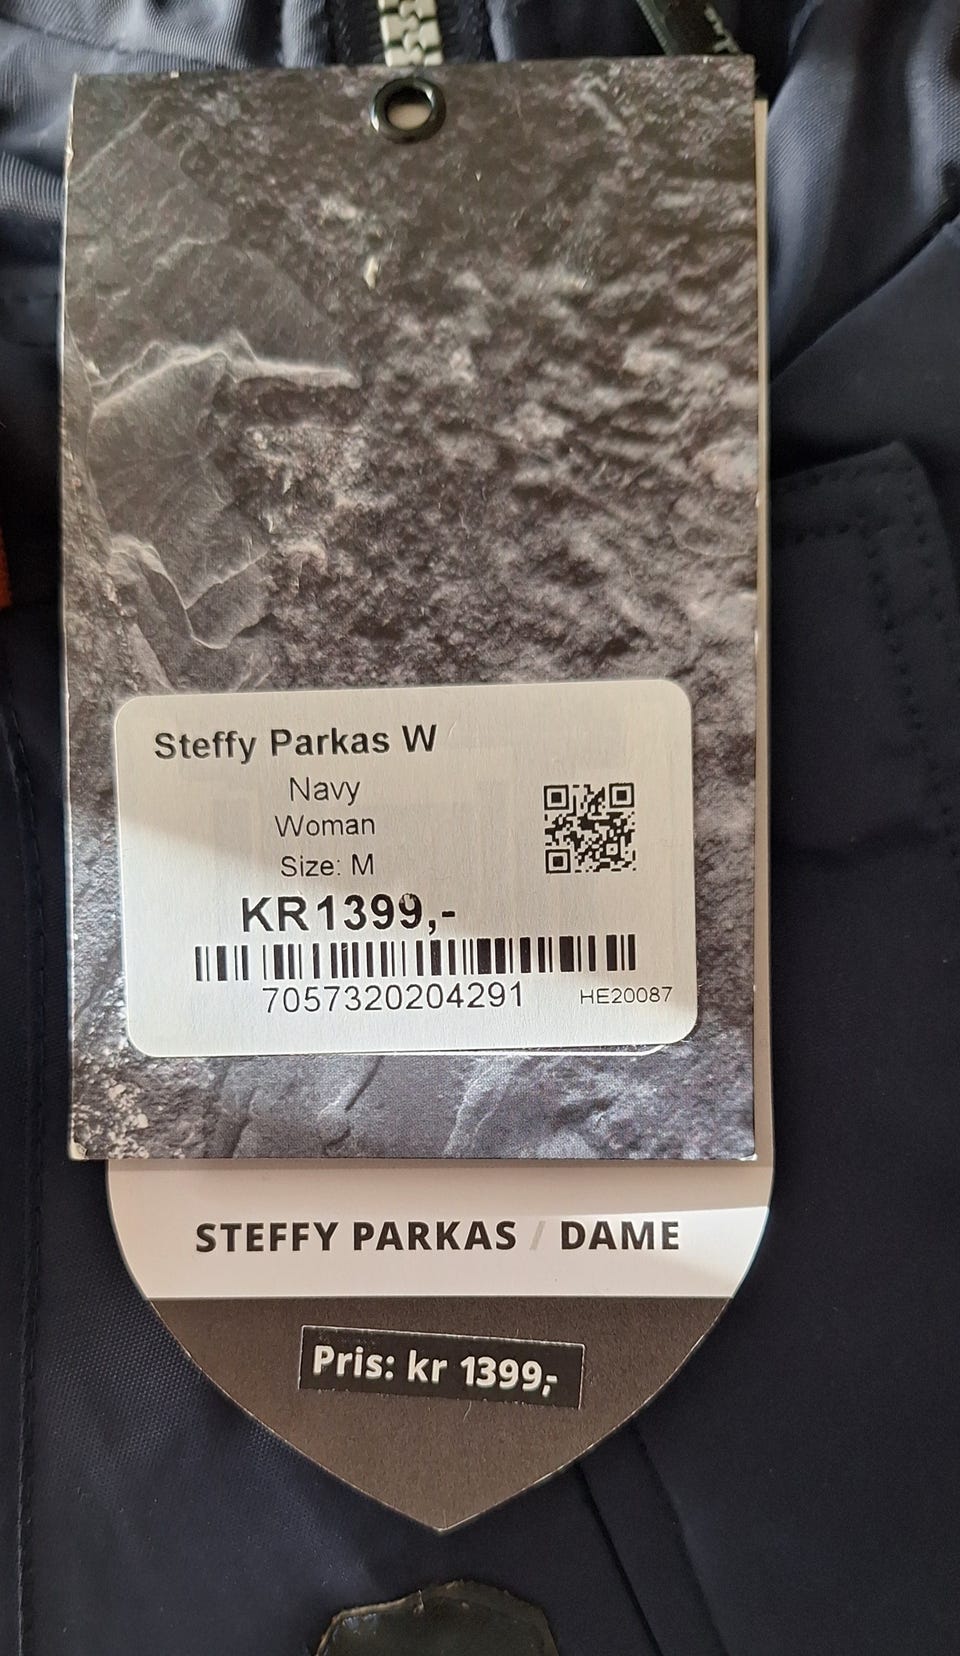 Steffy Parkas W
Navy
Woman
Size: M
KR1399,-
7057320204291 HE20087
STEFFY PARKAS / DAME
Pris: kr 1399,-